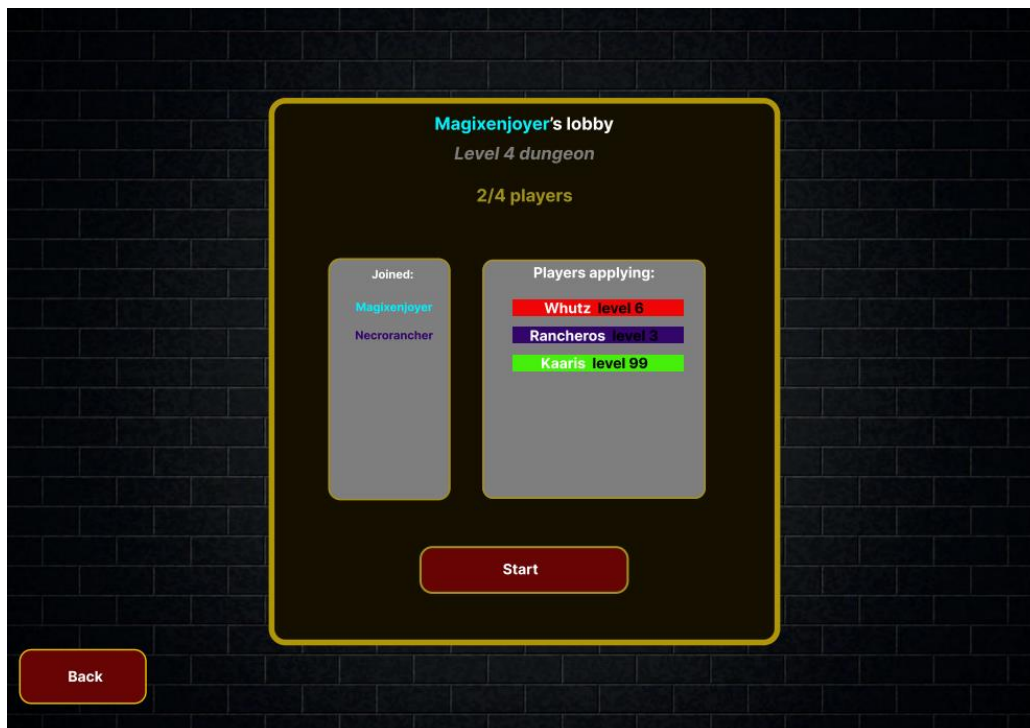 Magixenjoyer's lobby
Level 4 dungeon
2/4 players
Joined:
Magixenjoyer
Necrorancher
Players applying:
Whutz level 6
Rancheros level 3
Kaaris level 99
Start
Back